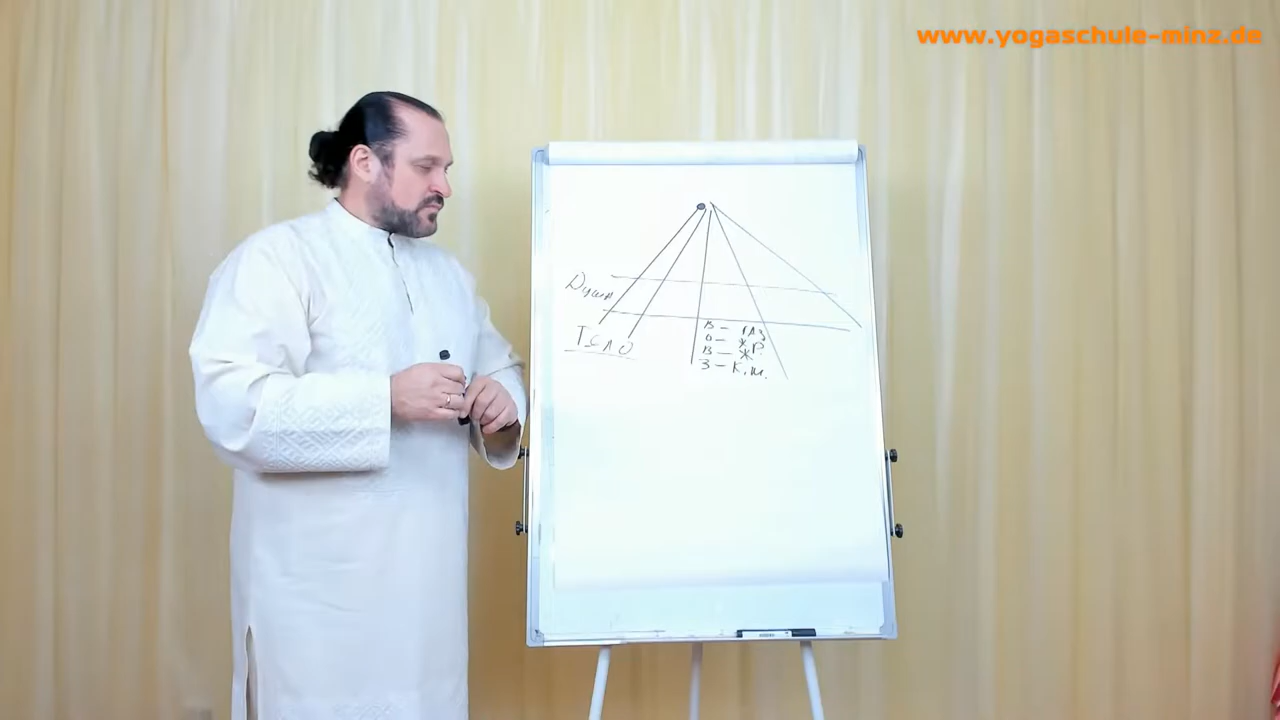 www.yogaschule-minz.de
Душа
ТЕЛО
В - ГАЗ
О - Ж.Р.
В - Ж
З - К.Ж.